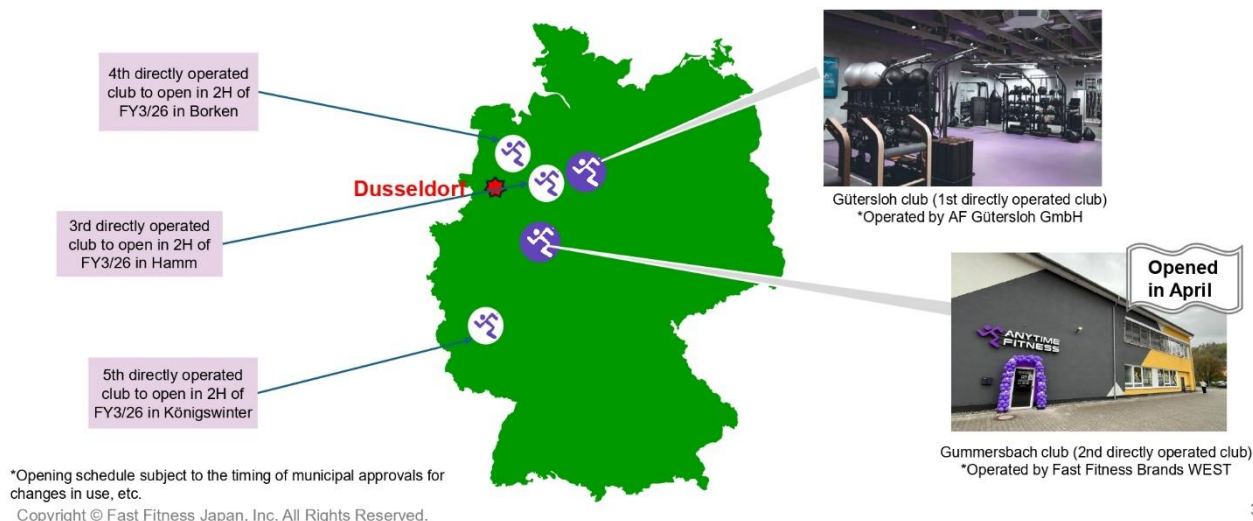 4th directly operated
club to open in 2H of
FY3/26 in Borken
Dusseldorf
3rd directly operated
club to open in 2H of
FY3/26 in Hamm
5th directly operated
club to open in 2H of
FY3/26 in Königswinter
Gütersloh club (1st directly operated club)
*Operated by AF Gütersloh GmbH
Opened
in April
ANYTIME
FITNESS
Gummersbach club (2nd directly operated club)
*Operated by Fast Fitness Brands WEST
*Opening schedule subject to the timing of municipal approvals for
changes in use, etc.
Copyright © Fast Fitness Japan, Inc. All Rights Reserved.